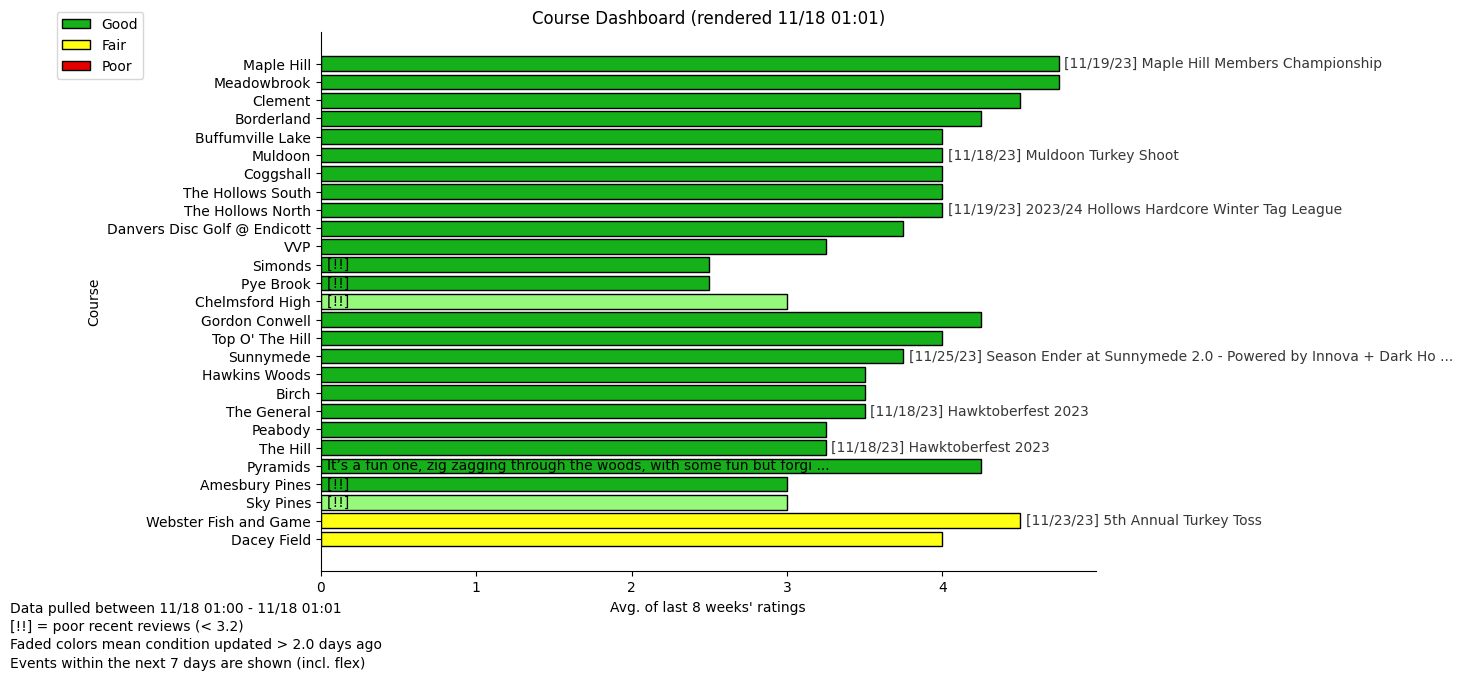 Course Dashboard (rendered 11/18 01:01)
Good
Fair
Poor
Course
Maple Hill [11/19/23] Maple Hill Members Championship
Meadowbrook
Clement
Borderland
Buffumville Lake
Muldoon [11/18/23] Muldoon Turkey Shoot
Coggshall
The Hollows South
The Hollows North [11/19/23] 2023/24 Hollows Hardcore Winter Tag League
Danvers Disc Golf @ Endicott
VVP
Simonds [!!]
Pye Brook [!!]
Chelmsford High [!!]
Gordon Conwell
Top O' The Hill
Sunnymede [11/25/23] Season Ender at Sunnymede 2.0 - Powered by Innova + Dark Ho ...
Hawkins Woods
Birch
The General [11/18/23] Hawktoberfest 2023
Peabody
The Hill [11/18/23] Hawktoberfest 2023
Pyramids It's a fun one, zig zagging through the woods, with some fun but forgi ...
Amesbury Pines [!!]
Sky Pines [!!]
Webster Fish and Game [11/23/23] 5th Annual Turkey Toss
Dacey Field
0 1 2 3 4
Avg. of last 8 weeks' ratings
Data pulled between 11/18 01:00 - 11/18 01:01
[!!] = poor recent reviews (< 3.2)
Faded colors mean condition updated > 2.0 days ago
Events within the next 7 days are shown (incl. flex)